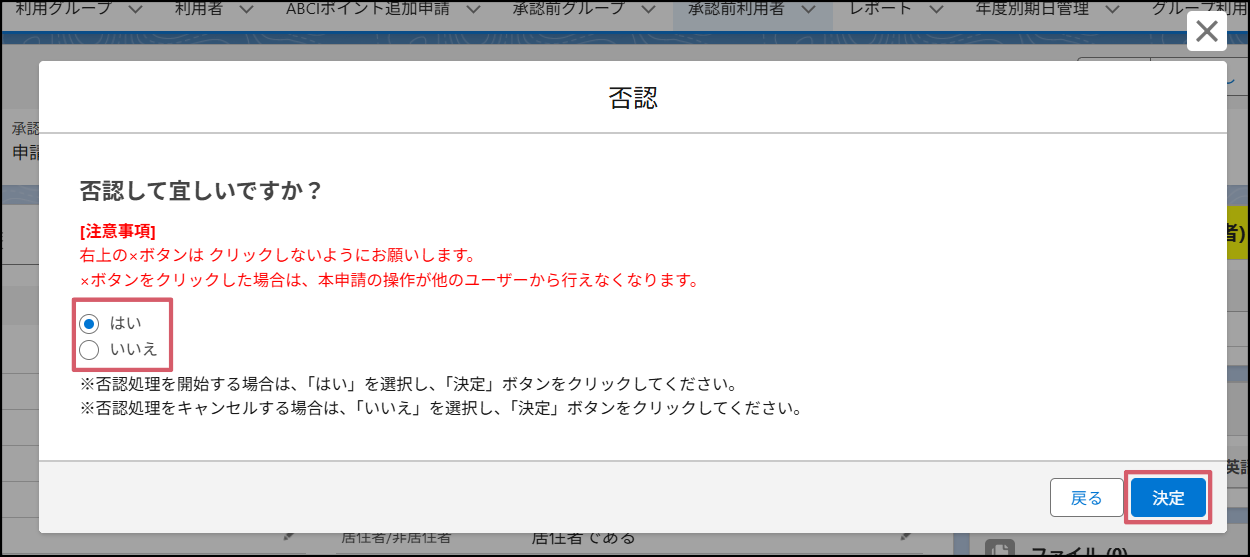 利用グループ 利用者 ABCIポイント追加申請 承認前グループ 承認前利用者 レポート 年度別期日管理 グループ利用
否認
承認
申請
否認して宜しいですか？
[注意事項]
右上の×ボタンは クリックしないようにお願いします。
×ボタンをクリックした場合は、本申請の操作が他のユーザーから行えなくなります。
者)
はい
いいえ
※否認処理を開始する場合は、「はい」を選択し、「決定」ボタンをクリックしてください。
※否認処理をキャンセルする場合は、「いいえ」を選択し、「決定」ボタンをクリックしてください。
英語
戻る 決定
居住者/非居住者 居住者である
ファイル (0)